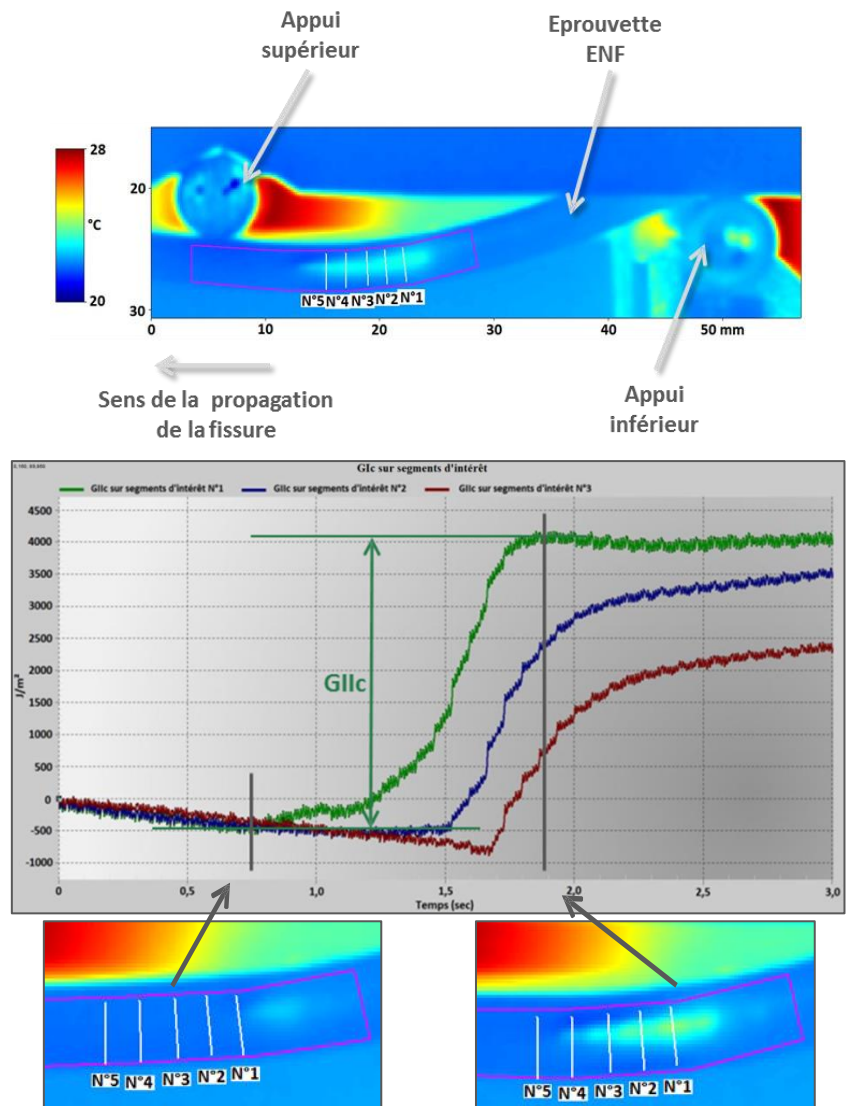 Appui
supérieur
Eprouvette
ENF
28
°C
20
20
30
N°5 N°4 N°3 N°2 N°1
0 10 20 30 40 50 mm
Sens de la propagation
de la fissure
Appui
inférieur
GIc sur segments d'intérêt
GIIc sur segments d'intérêt N°1 GIIc sur segments d'intérêt N°2 GIIc sur segments d'intérêt N°3
4500
4000
3500
3000
2500
2000
1500
1000
500
0
-500
-1000
J/m²
GIIc
0 0,5 1,0 1,5 2,0 2,5 3,0
Temps (sec)
N°5 N°4 N°3 N°2 N°1
N°5 N°4 N°3 N°2 N°1